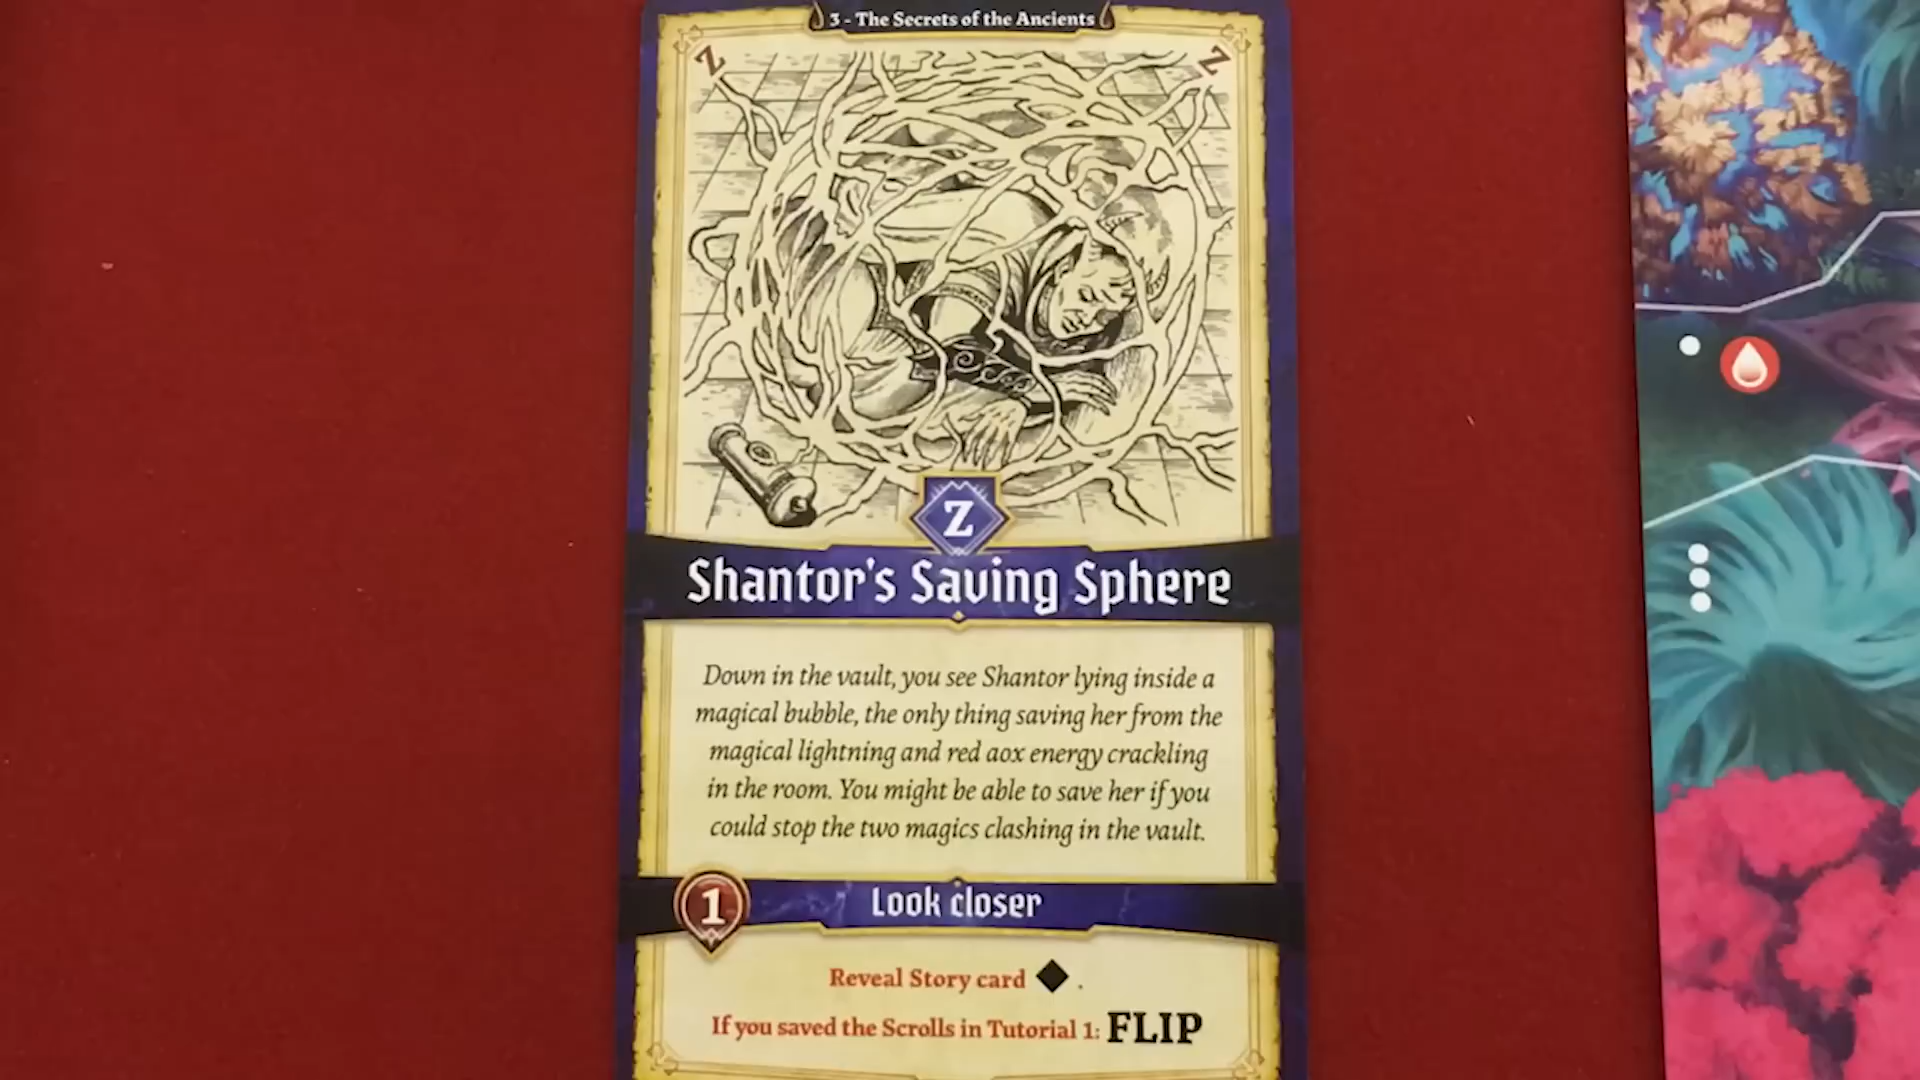 3 - The Secrets of the Ancients
Z Z
Z
Shantor's Saving Sphere
Down in the vault, you see Shantor lying inside a
magical bubble, the only thing saving her from the
magical lightning and red aox energy crackling
in the room. You might be able to save her if you
could stop the two magics clashing in the vault.
1 Look closer
Reveal Story card ◆ .
If you saved the Scrolls in Tutorial 1: FLIP